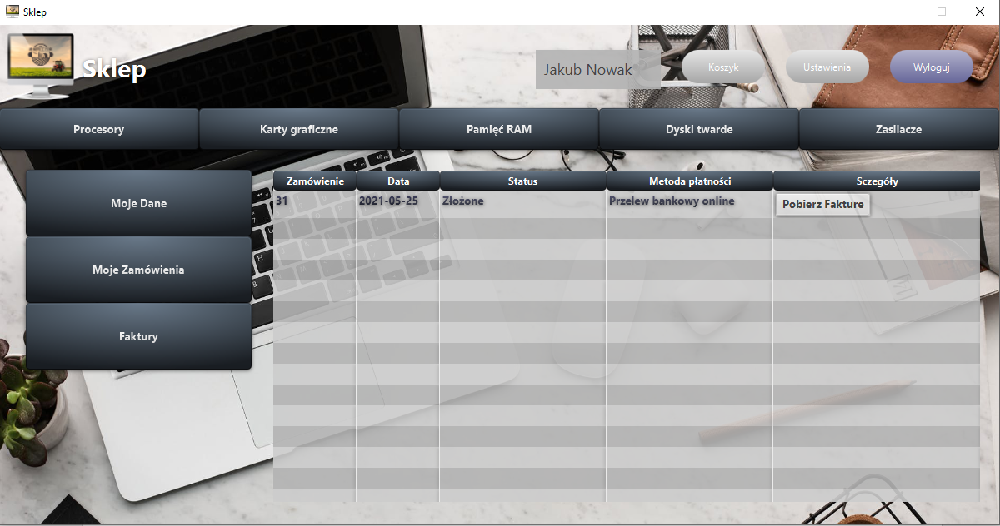 Sklep
Sklep
Jakub Nowak
Koszyk
Ustawienia
Wyloguj
Procesory
Karty graficzne
Pamięć RAM
Dyski twarde
Zasilacze
Moje Dane
Moje Zamówienia
Faktury
Zamówienie Data Status Metoda płatności Sczegóły
31 2021-05-25 Złożone Przelew bankowy online Pobierz Fakture